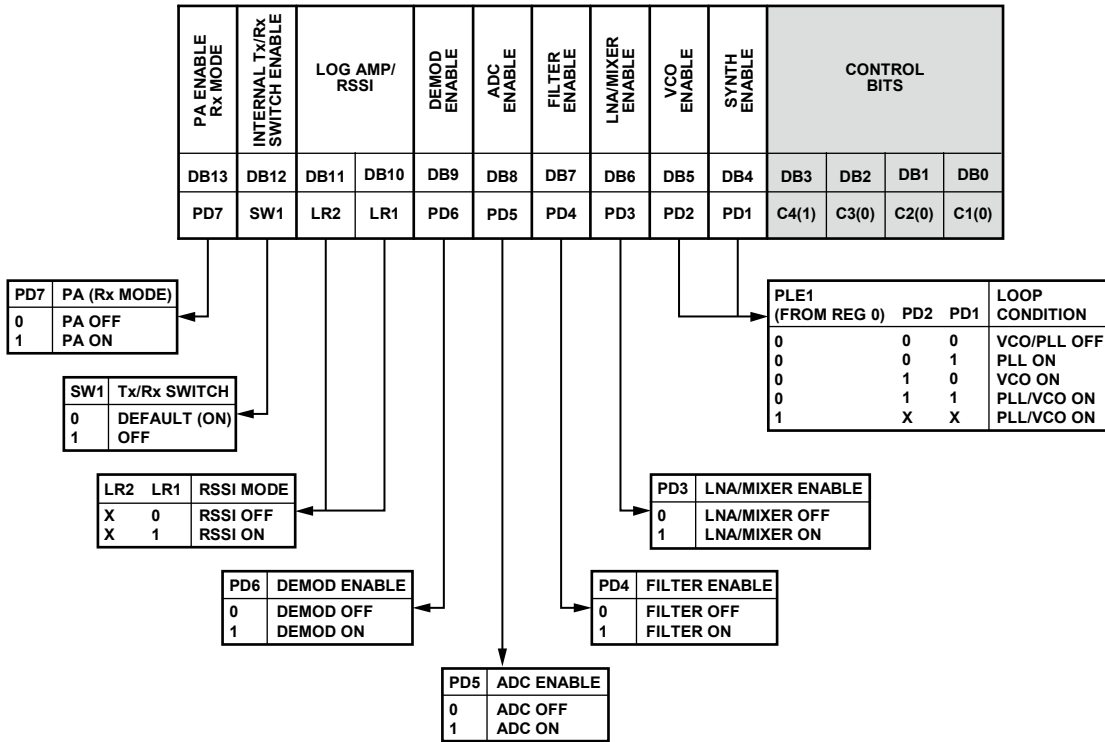 PA ENABLE
Rx MODE
INTERNAL Tx/Rx
SWITCH ENABLE
LOG AMP/
RSSI
DEMOD
ENABLE
ADC
ENABLE
FILTER
ENABLE
LNA/MIXER
ENABLE
VCO
ENABLE
SYNTH
ENABLE
CONTROL
BITS
DB13 DB12 DB11 DB10 DB9 DB8 DB7 DB6 DB5 DB4 DB3 DB2 DB1 DB0
PD7 SW1 LR2 LR1 PD6 PD5 PD4 PD3 PD2 PD1 C4(1) C3(0) C2(0) C1(0)
PD7 PA (Rx MODE)
0 PA OFF
1 PA ON
PLE1
(FROM REG 0) PD2 PD1 LOOP
CONDITION
0 0 0 VCO/PLL OFF
0 0 1 PLL ON
0 1 0 VCO ON
0 1 1 PLL/VCO ON
1 X X PLL/VCO ON
SW1 Tx/Rx SWITCH
0 DEFAULT (ON)
1 OFF
LR2 LR1 RSSI MODE
X 0 RSSI OFF
X 1 RSSI ON
PD3 LNA/MIXER ENABLE
0 LNA/MIXER OFF
1 LNA/MIXER ON
PD6 DEMOD ENABLE
0 DEMOD OFF
1 DEMOD ON
PD4 FILTER ENABLE
0 FILTER OFF
1 FILTER ON
PD5 ADC ENABLE
0 ADC OFF
1 ADC ON